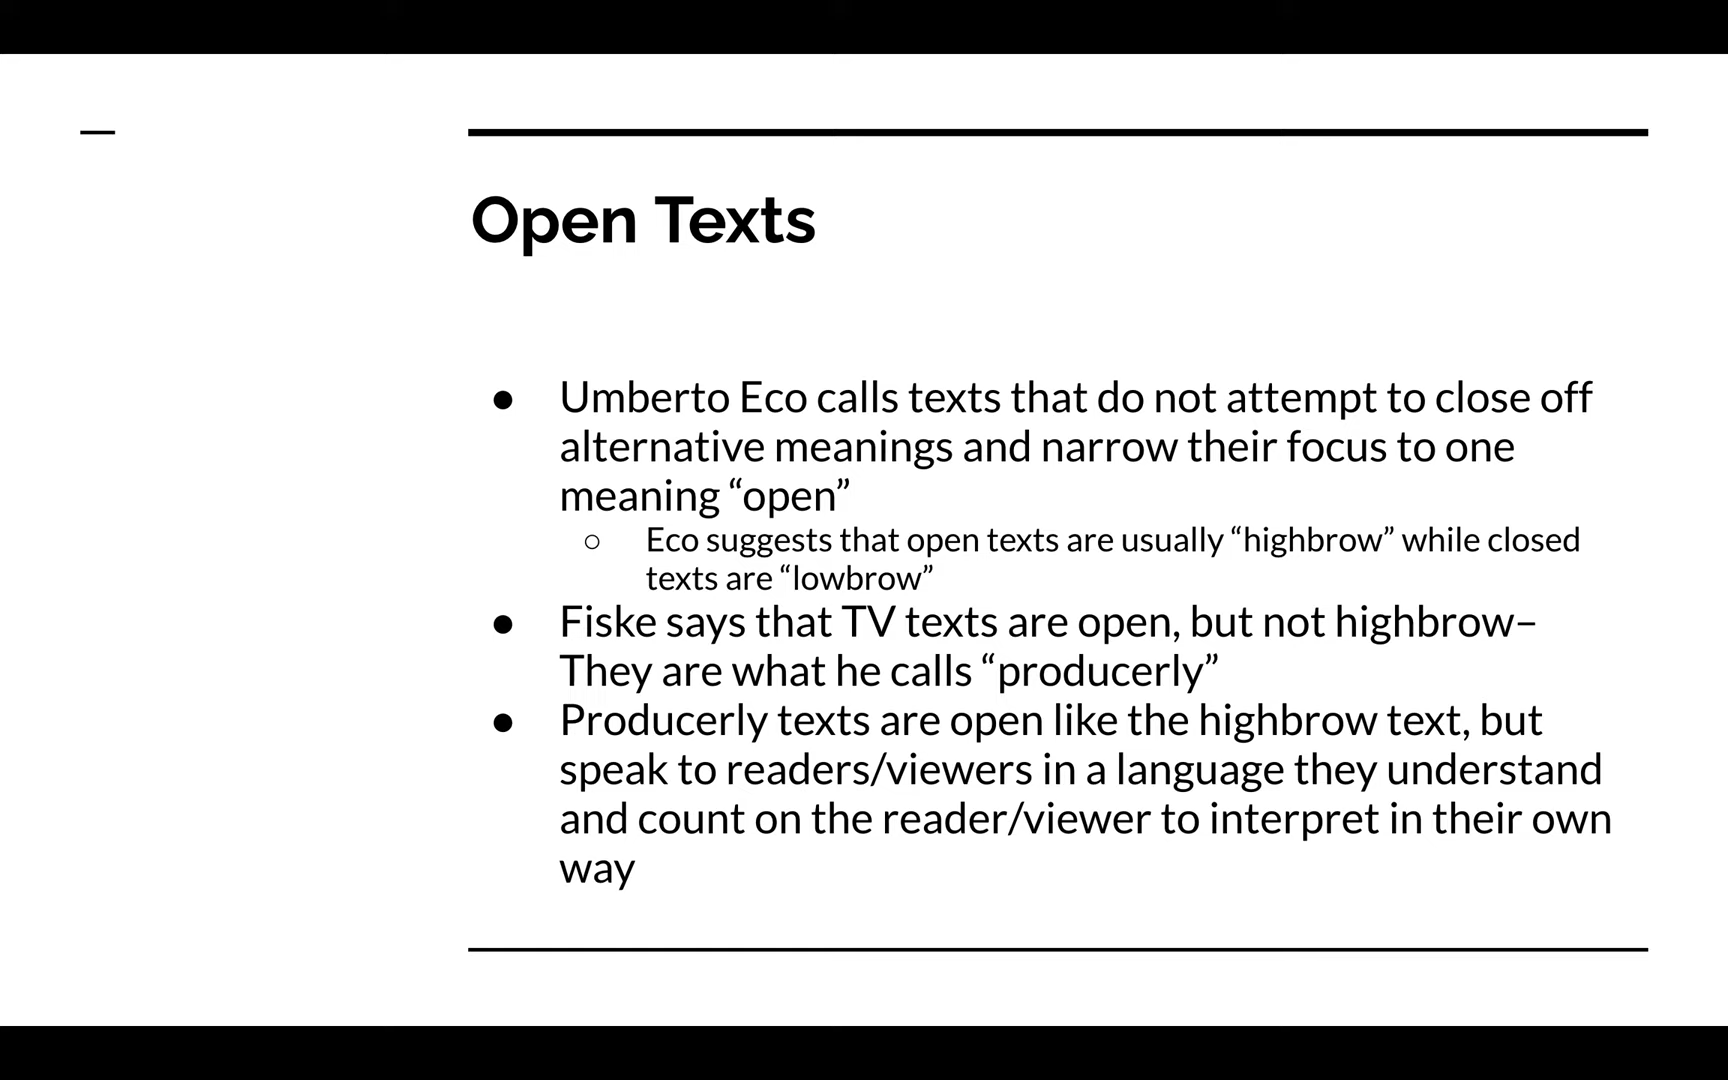 Open Texts
● Umberto Eco calls texts that do not attempt to close off
alternative meanings and narrow their focus to one
meaning “open”
○ Eco suggests that open texts are usually “highbrow” while closed
texts are “lowbrow”
● Fiske says that TV texts are open, but not highbrow–
They are what he calls “producerly”
● Producerly texts are open like the highbrow text, but
speak to readers/viewers in a language they understand
and count on the reader/viewer to interpret in their own
way